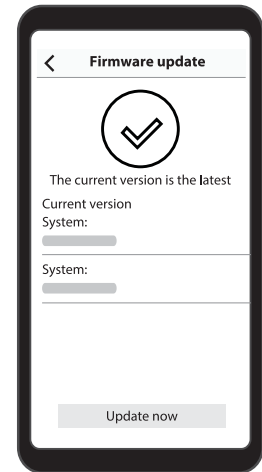 Firmware update
The current version is the latest
Current version
System:
System:
Update now